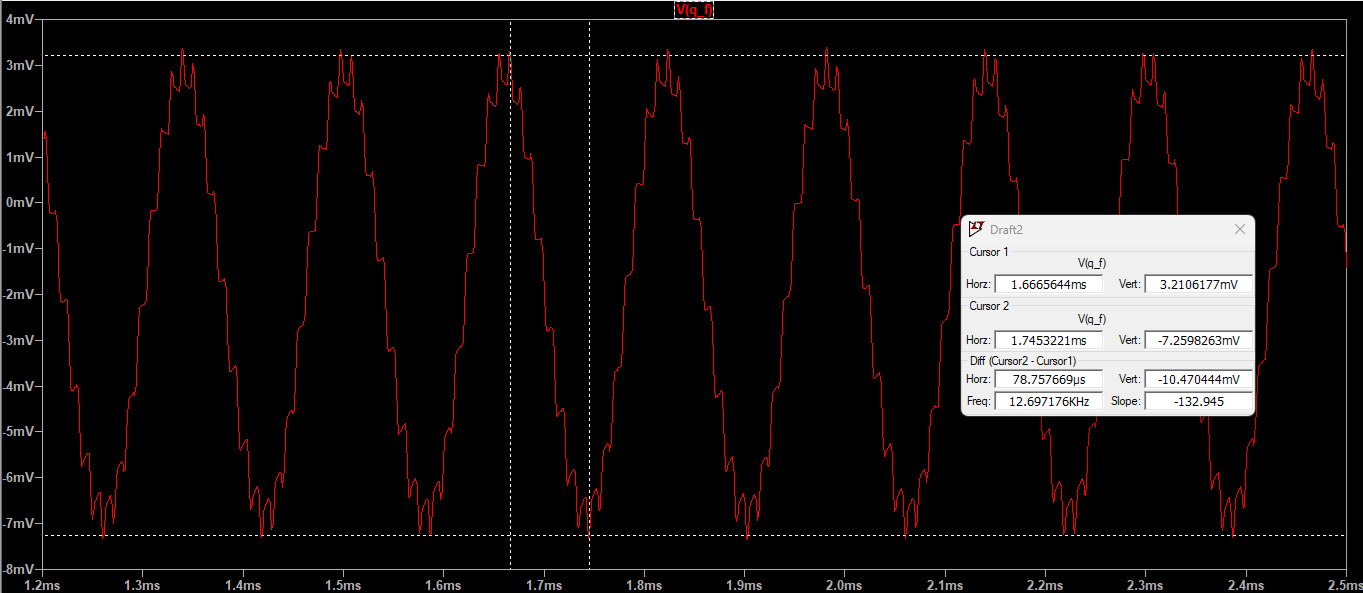 V(q_f)
4mV
3mV
2mV
1mV
0mV
-1mV
-2mV
-3mV
-4mV
-5mV
-6mV
-7mV
-8mV
1.2ms 1.3ms 1.4ms 1.5ms 1.6ms 1.7ms 1.8ms 1.9ms 2.0ms 2.1ms 2.2ms 2.3ms 2.4ms 2.5ms
Draft2
Cursor 1
V(q_f)
Horz: 1.6665644ms Vert: 3.2106177mV
Cursor 2
V(q_f)
Horz: 1.7453221ms Vert: -7.2598263mV
Diff (Cursor2 - Cursor1)
Horz: 78.757669µs Vert: -10.470444mV
Freq: 12.697176KHz Slope: -132.945